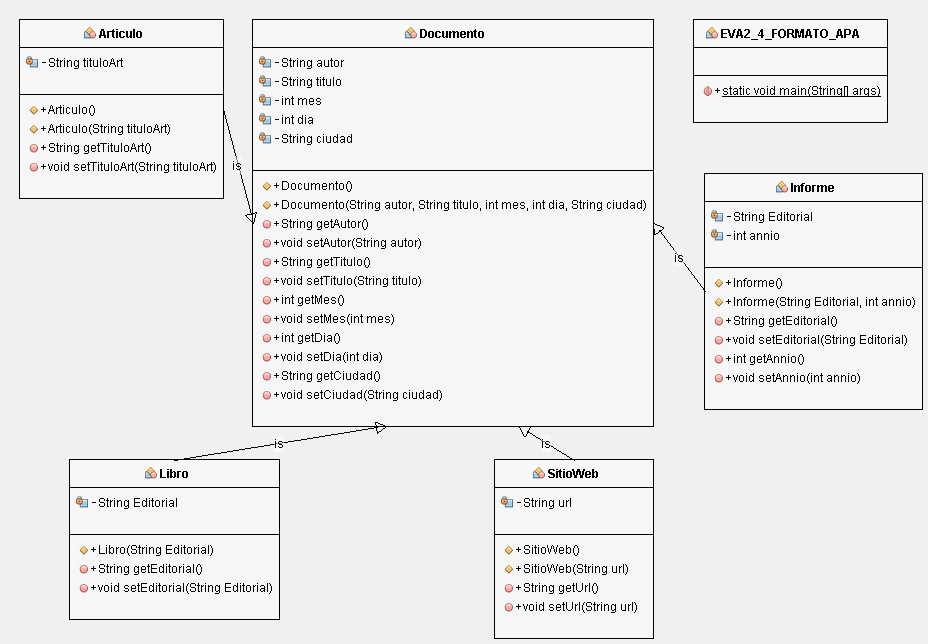 Articulo
- String tituloArt
+ Articulo()
+ Articulo(String tituloArt)
+ String getTituloArt()
+ void setTituloArt(String tituloArt)
is
Documento
- String autor
- String titulo
- int mes
- int dia
- String ciudad
+ Documento()
+ Documento(String autor, String titulo, int mes, int dia, String ciudad)
+ String getAutor()
+ void setAutor(String autor)
+ String getTitulo()
+ void setTitulo(String titulo)
+ int getMes()
+ void setMes(int mes)
+ int getDia()
+ void setDia(int dia)
+ String getCiudad()
+ void setCiudad(String ciudad)
EVA2_4_FORMATO_APA
+ static void main(String[] args)
is
Informe
- String Editorial
- int annio
+ Informe()
+ Informe(String Editorial, int annio)
+ String getEditorial()
+ void setEditorial(String Editorial)
+ int getAnnio()
+ void setAnnio(int annio)
is
Libro
- String Editorial
+ Libro(String Editorial)
+ String getEditorial()
+ void setEditorial(String Editorial)
is
SitioWeb
- String url
+ SitioWeb()
+ SitioWeb(String url)
+ String getUrl()
+ void setUrl(String url)